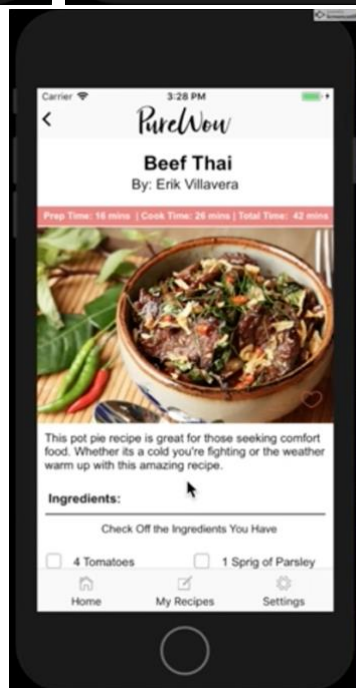 Carrier 3:28 PM
PureWow
Beef Thai
By: Erik Villavera
Prep Time: 16 mins | Cook Time: 26 mins | Total Time: 42 mins
This pot pie recipe is great for those seeking comfort
food. Whether its a cold you're fighting or the weather
warm up with this amazing recipe.
Ingredients:
Check Off the Ingredients You Have
4 Tomatoes 1 Sprig of Parsley
Home My Recipes Settings